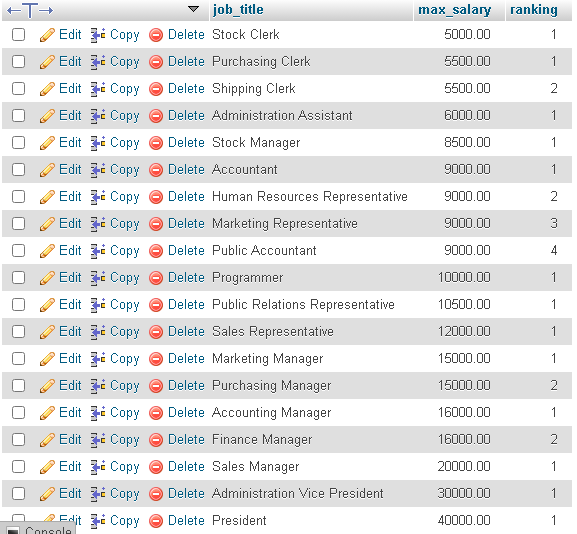 job_title max_salary ranking
Edit Copy Delete Stock Clerk 5000.00 1
Edit Copy Delete Purchasing Clerk 5500.00 1
Edit Copy Delete Shipping Clerk 5500.00 2
Edit Copy Delete Administration Assistant 6000.00 1
Edit Copy Delete Stock Manager 8500.00 1
Edit Copy Delete Accountant 9000.00 1
Edit Copy Delete Human Resources Representative 9000.00 2
Edit Copy Delete Marketing Representative 9000.00 3
Edit Copy Delete Public Accountant 9000.00 4
Edit Copy Delete Programmer 10000.00 1
Edit Copy Delete Public Relations Representative 10500.00 1
Edit Copy Delete Sales Representative 12000.00 1
Edit Copy Delete Marketing Manager 15000.00 1
Edit Copy Delete Purchasing Manager 15000.00 2
Edit Copy Delete Accounting Manager 16000.00 1
Edit Copy Delete Finance Manager 16000.00 2
Edit Copy Delete Sales Manager 20000.00 1
Edit Copy Delete Administration Vice President 30000.00 1
Edit Copy Delete President 40000.00 1
Console